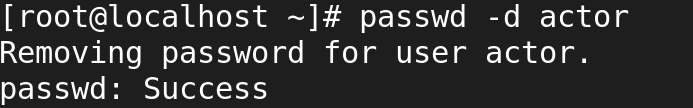 [root@localhost ~]# passwd -d actor
Removing password for user actor.
passwd: Success